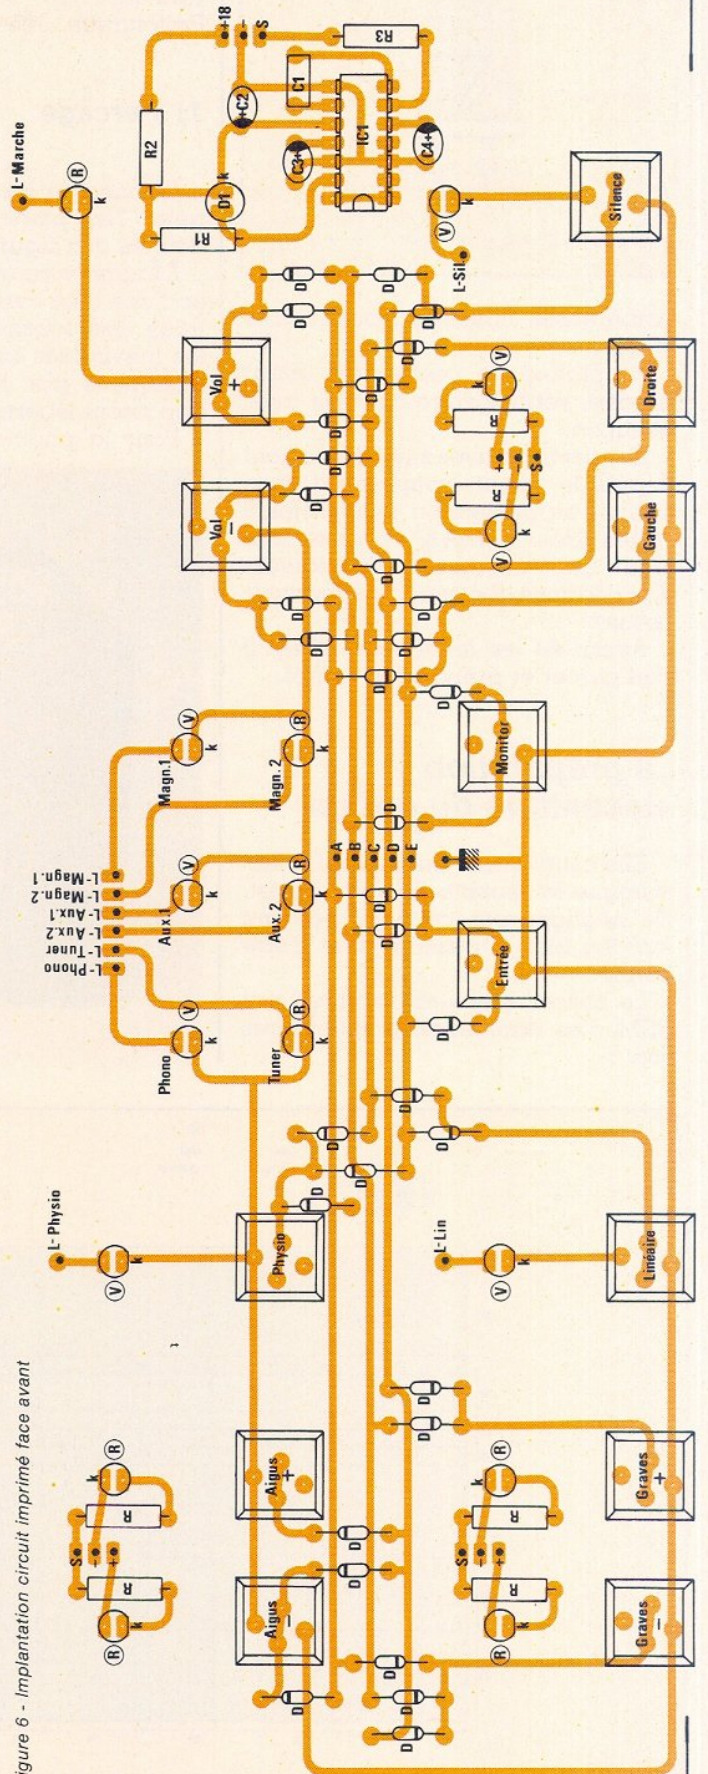 igure 6 - Implantation circuit imprimé face avant
L-Marche
R
k
+18
-
S
R3
R2
+C2
C1
IC1
C3+
C4+
k
D1
R1
k
V
L-Sil
Silence
D
D
D
D
D
D
Vol
+
D
D
D
Vol
-
k
V
R
R
+
-
S
k
V
Droite
Gauche
D
D
D
D
D
D
D
Monitor
Magn.1
V
k
Magn.2
R
k
L-Magn.1
L-Magn.2
L-Aux.1
L-Aux.2
L-Tuner
L-Phono
Aux.1
V
k
Aux.2
R
k
D
A
B
C
D
E
D
D
Entrée
D
Phono
V
k
Tuner
R
k
D
D
D
D
D
L-Physio
V
k
Physio
L-Lin
V
k
Linéaire
D
D
Aigus
+
D
D
Aigus
-
k
R
R
R
S
-
+
k
R
k
R
R
R
S
-
+
k
R
Graves
+
Graves
-
D
D
D
D